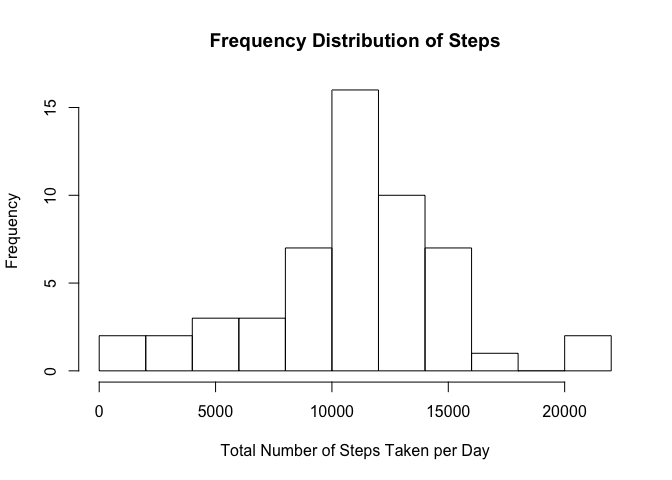 Frequency Distribution of Steps
Frequency
0
5
10
15
0 5000 10000 15000 20000
Total Number of Steps Taken per Day